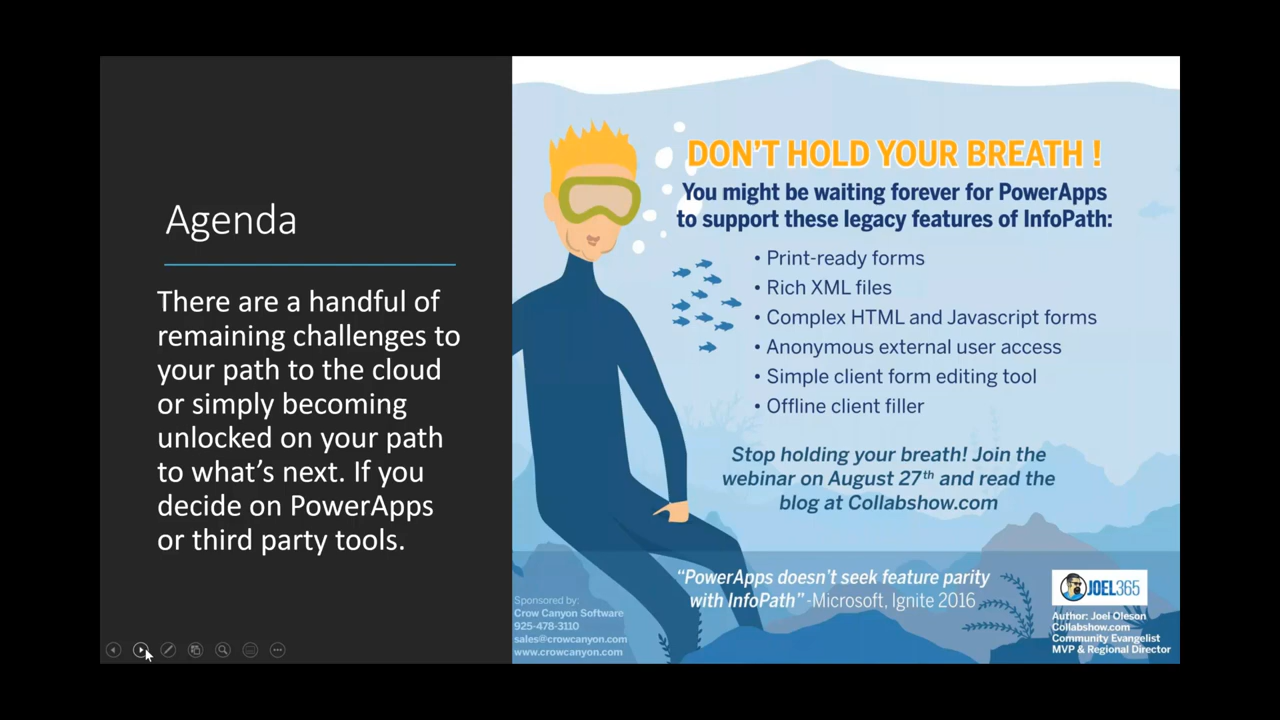 Agenda
There are a handful of
remaining challenges to
your path to the cloud
or simply becoming
unlocked on your path
to what's next. If you
decide on PowerApps
or third party tools.
DON'T HOLD YOUR BREATH !
You might be waiting forever for PowerApps
to support these legacy features of InfoPath:
• Print-ready forms
• Rich XML files
• Complex HTML and Javascript forms
• Anonymous external user access
• Simple client form editing tool
• Offline client filler
Stop holding your breath! Join the
webinar on August 27th and read the
blog at Collabshow.com
"PowerApps doesn't seek feature parity
with InfoPath" -Microsoft, Ignite 2016
Sponsored by:
Crow Canyon Software
925-478-3110
sales@crowcanyon.com
www.crowcanyon.com
JOEL365
Author: Joel Oleson
Collabshow.com
Community Evangelist
MVP & Regional Director